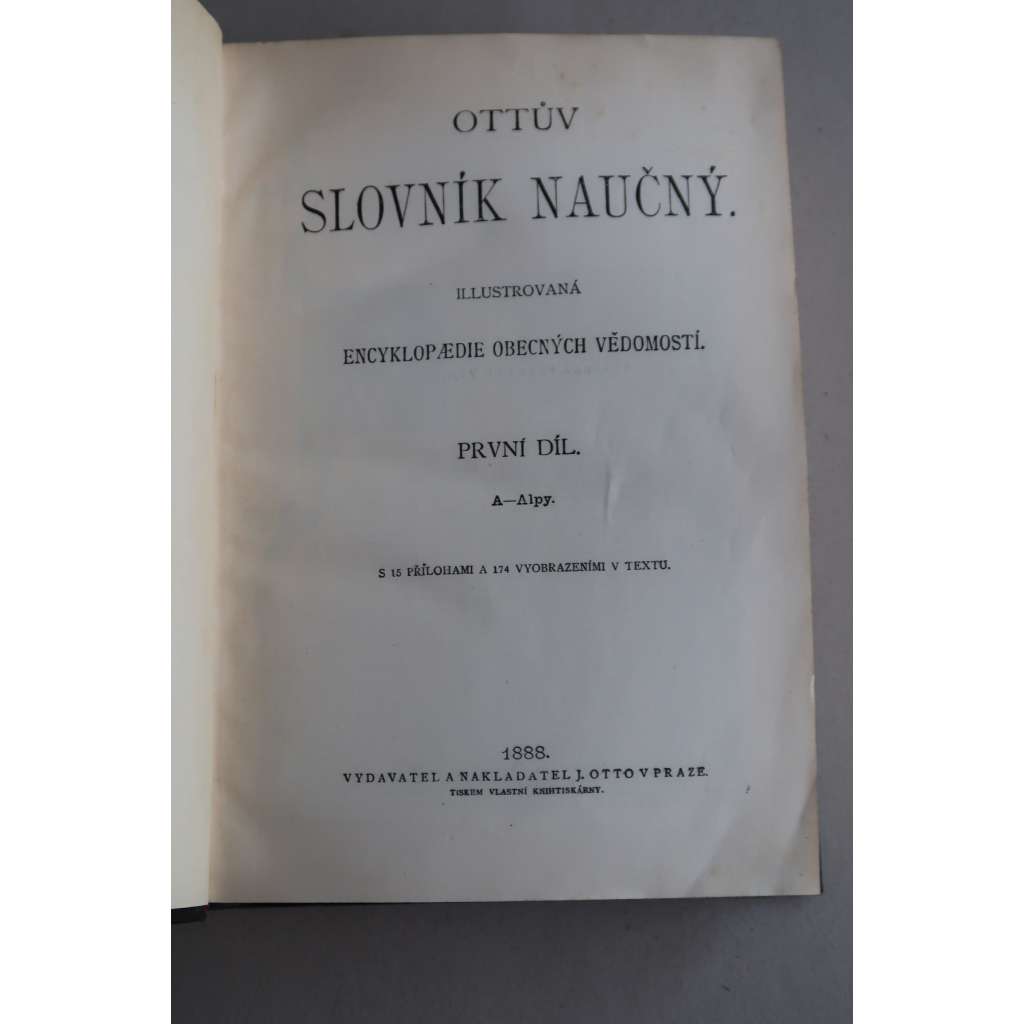 OTTŮV
SLOVNÍK NAUČNÝ.
ILLUSTROVANÁ
ENCYKLOPÆDIE OBECNÝCH VĚDOMOSTÍ.
PRVNÍ DÍL.
A—Alpy.
S 15 PŘÍLOHAMI A 174 VYOBRAZENÍMI V TEXTU.
1888.
VYDAVATEL A NAKLADATEL J. OTTO V PRAZE.
TISKEM VLASTNÍ KNIHTISKÁRNY.